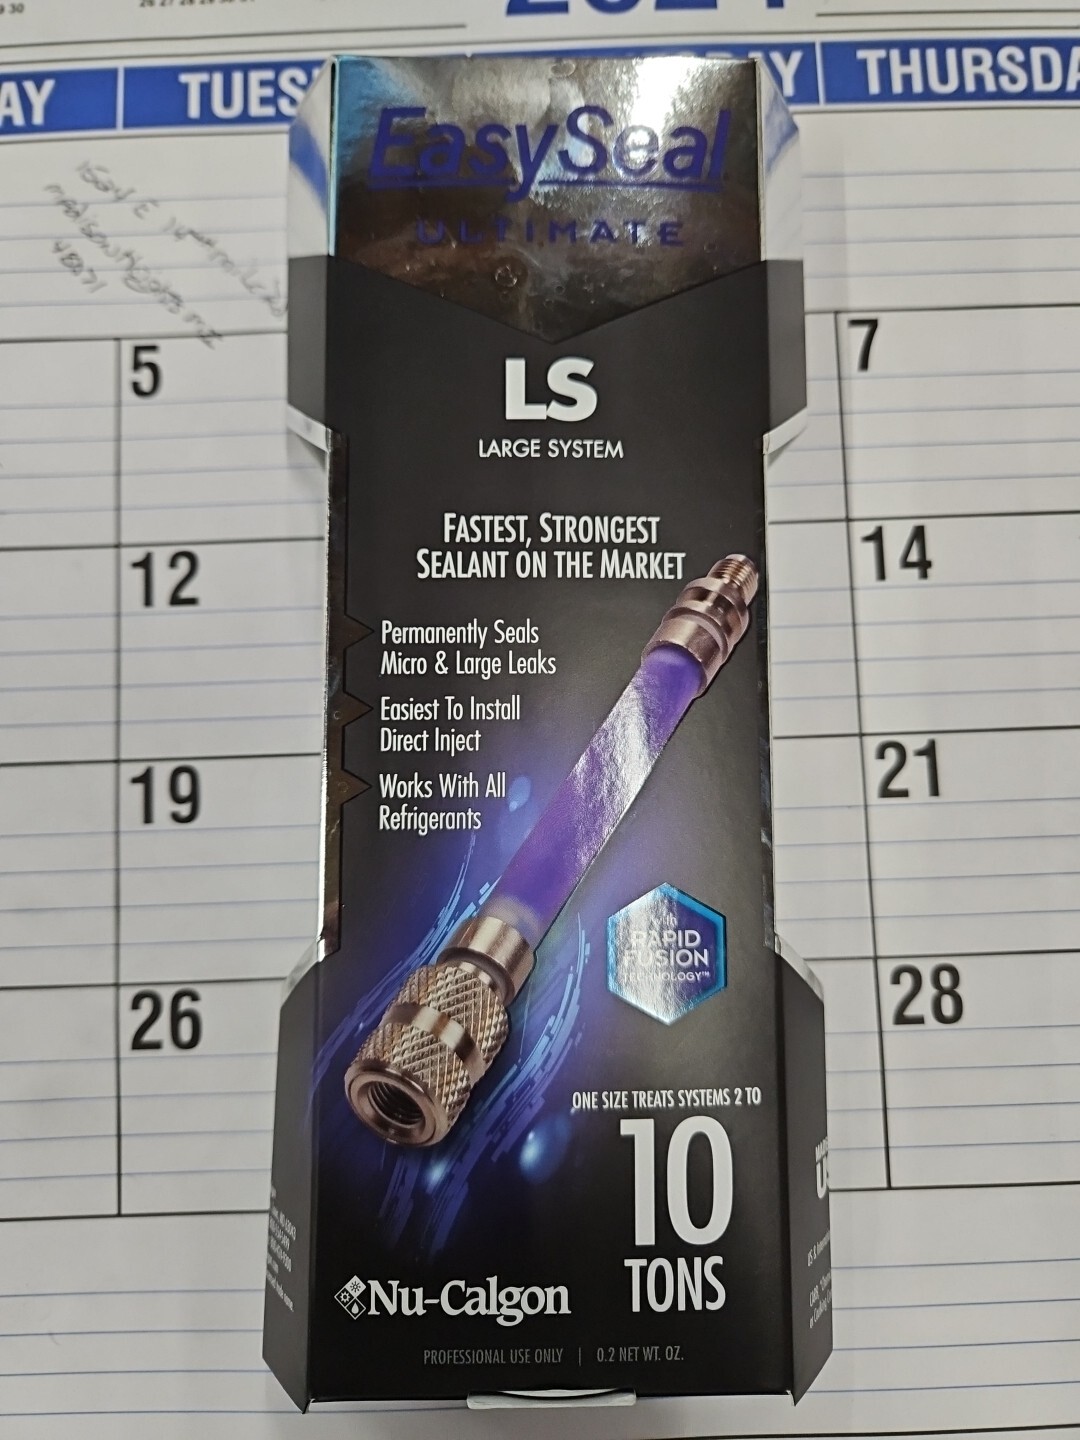 TUES
THURSDA
EasySeal
ULTIMATE
LS
LARGE SYSTEM
FASTEST, STRONGEST
SEALANT ON THE MARKET
Permanently Seals
Micro & Large Leaks
Easiest To Install
Direct Inject
Works With All
Refrigerants
with
RAPID
FUSION
TECHNOLOGY™
ONE SIZE TREATS SYSTEMS 2 TO
10
TONS
Nu-Calgon
PROFESSIONAL USE ONLY | 0.2 NET WT. OZ.
5
7
12
14
19
21
26
28